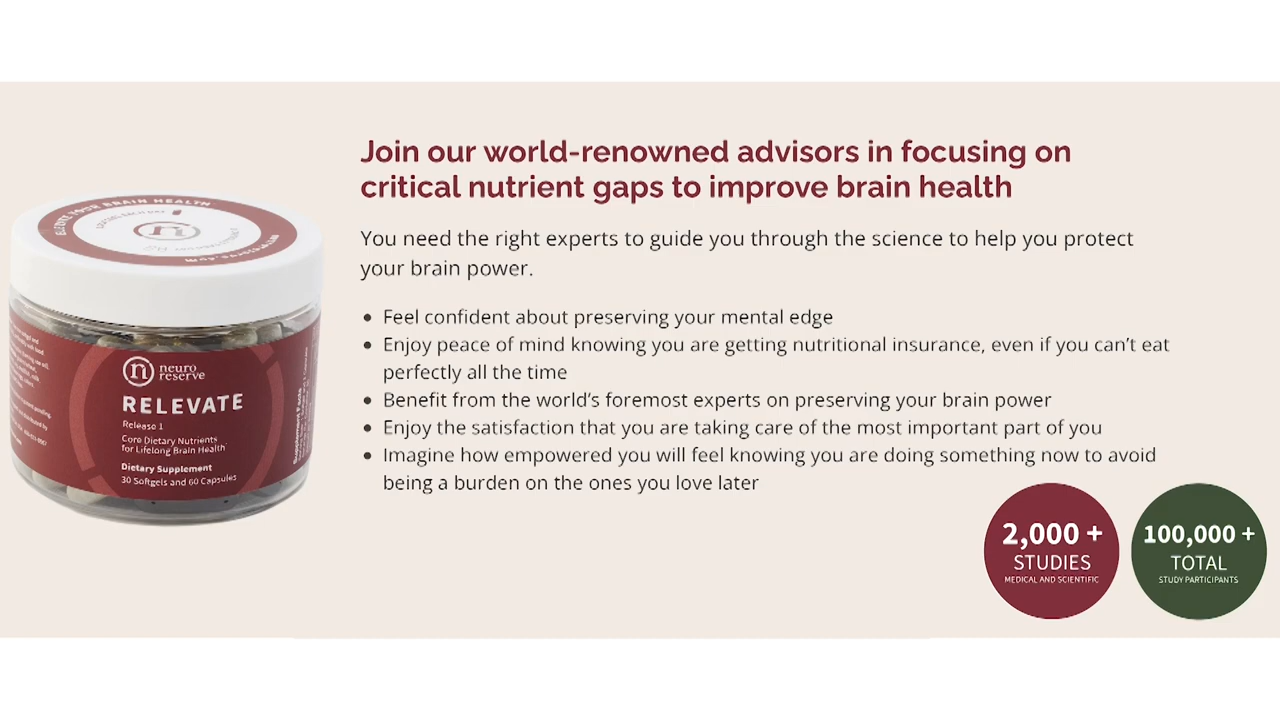 Join our world-renowned advisors in focusing on
critical nutrient gaps to improve brain health
You need the right experts to guide you through the science to help you protect
your brain power.
• Feel confident about preserving your mental edge
• Enjoy peace of mind knowing you are getting nutritional insurance, even if you can’t eat
perfectly all the time
• Benefit from the world’s foremost experts on preserving your brain power
• Enjoy the satisfaction that you are taking care of the most important part of you
• Imagine how empowered you will feel knowing you are doing something now to avoid
being a burden on the ones you love later
YOUR BRAIN HEALTH
n neuro
reserve
RELEVATE
Release 1
Core Dietary Nutrients
for Lifelong Brain Health
Dietary Supplement
30 Softgels and 60 Capsules
Supplement Facts
2,000 +
STUDIES
MEDICAL AND SCIENTIFIC
100,000 +
TOTAL
STUDY PARTICIPANTS